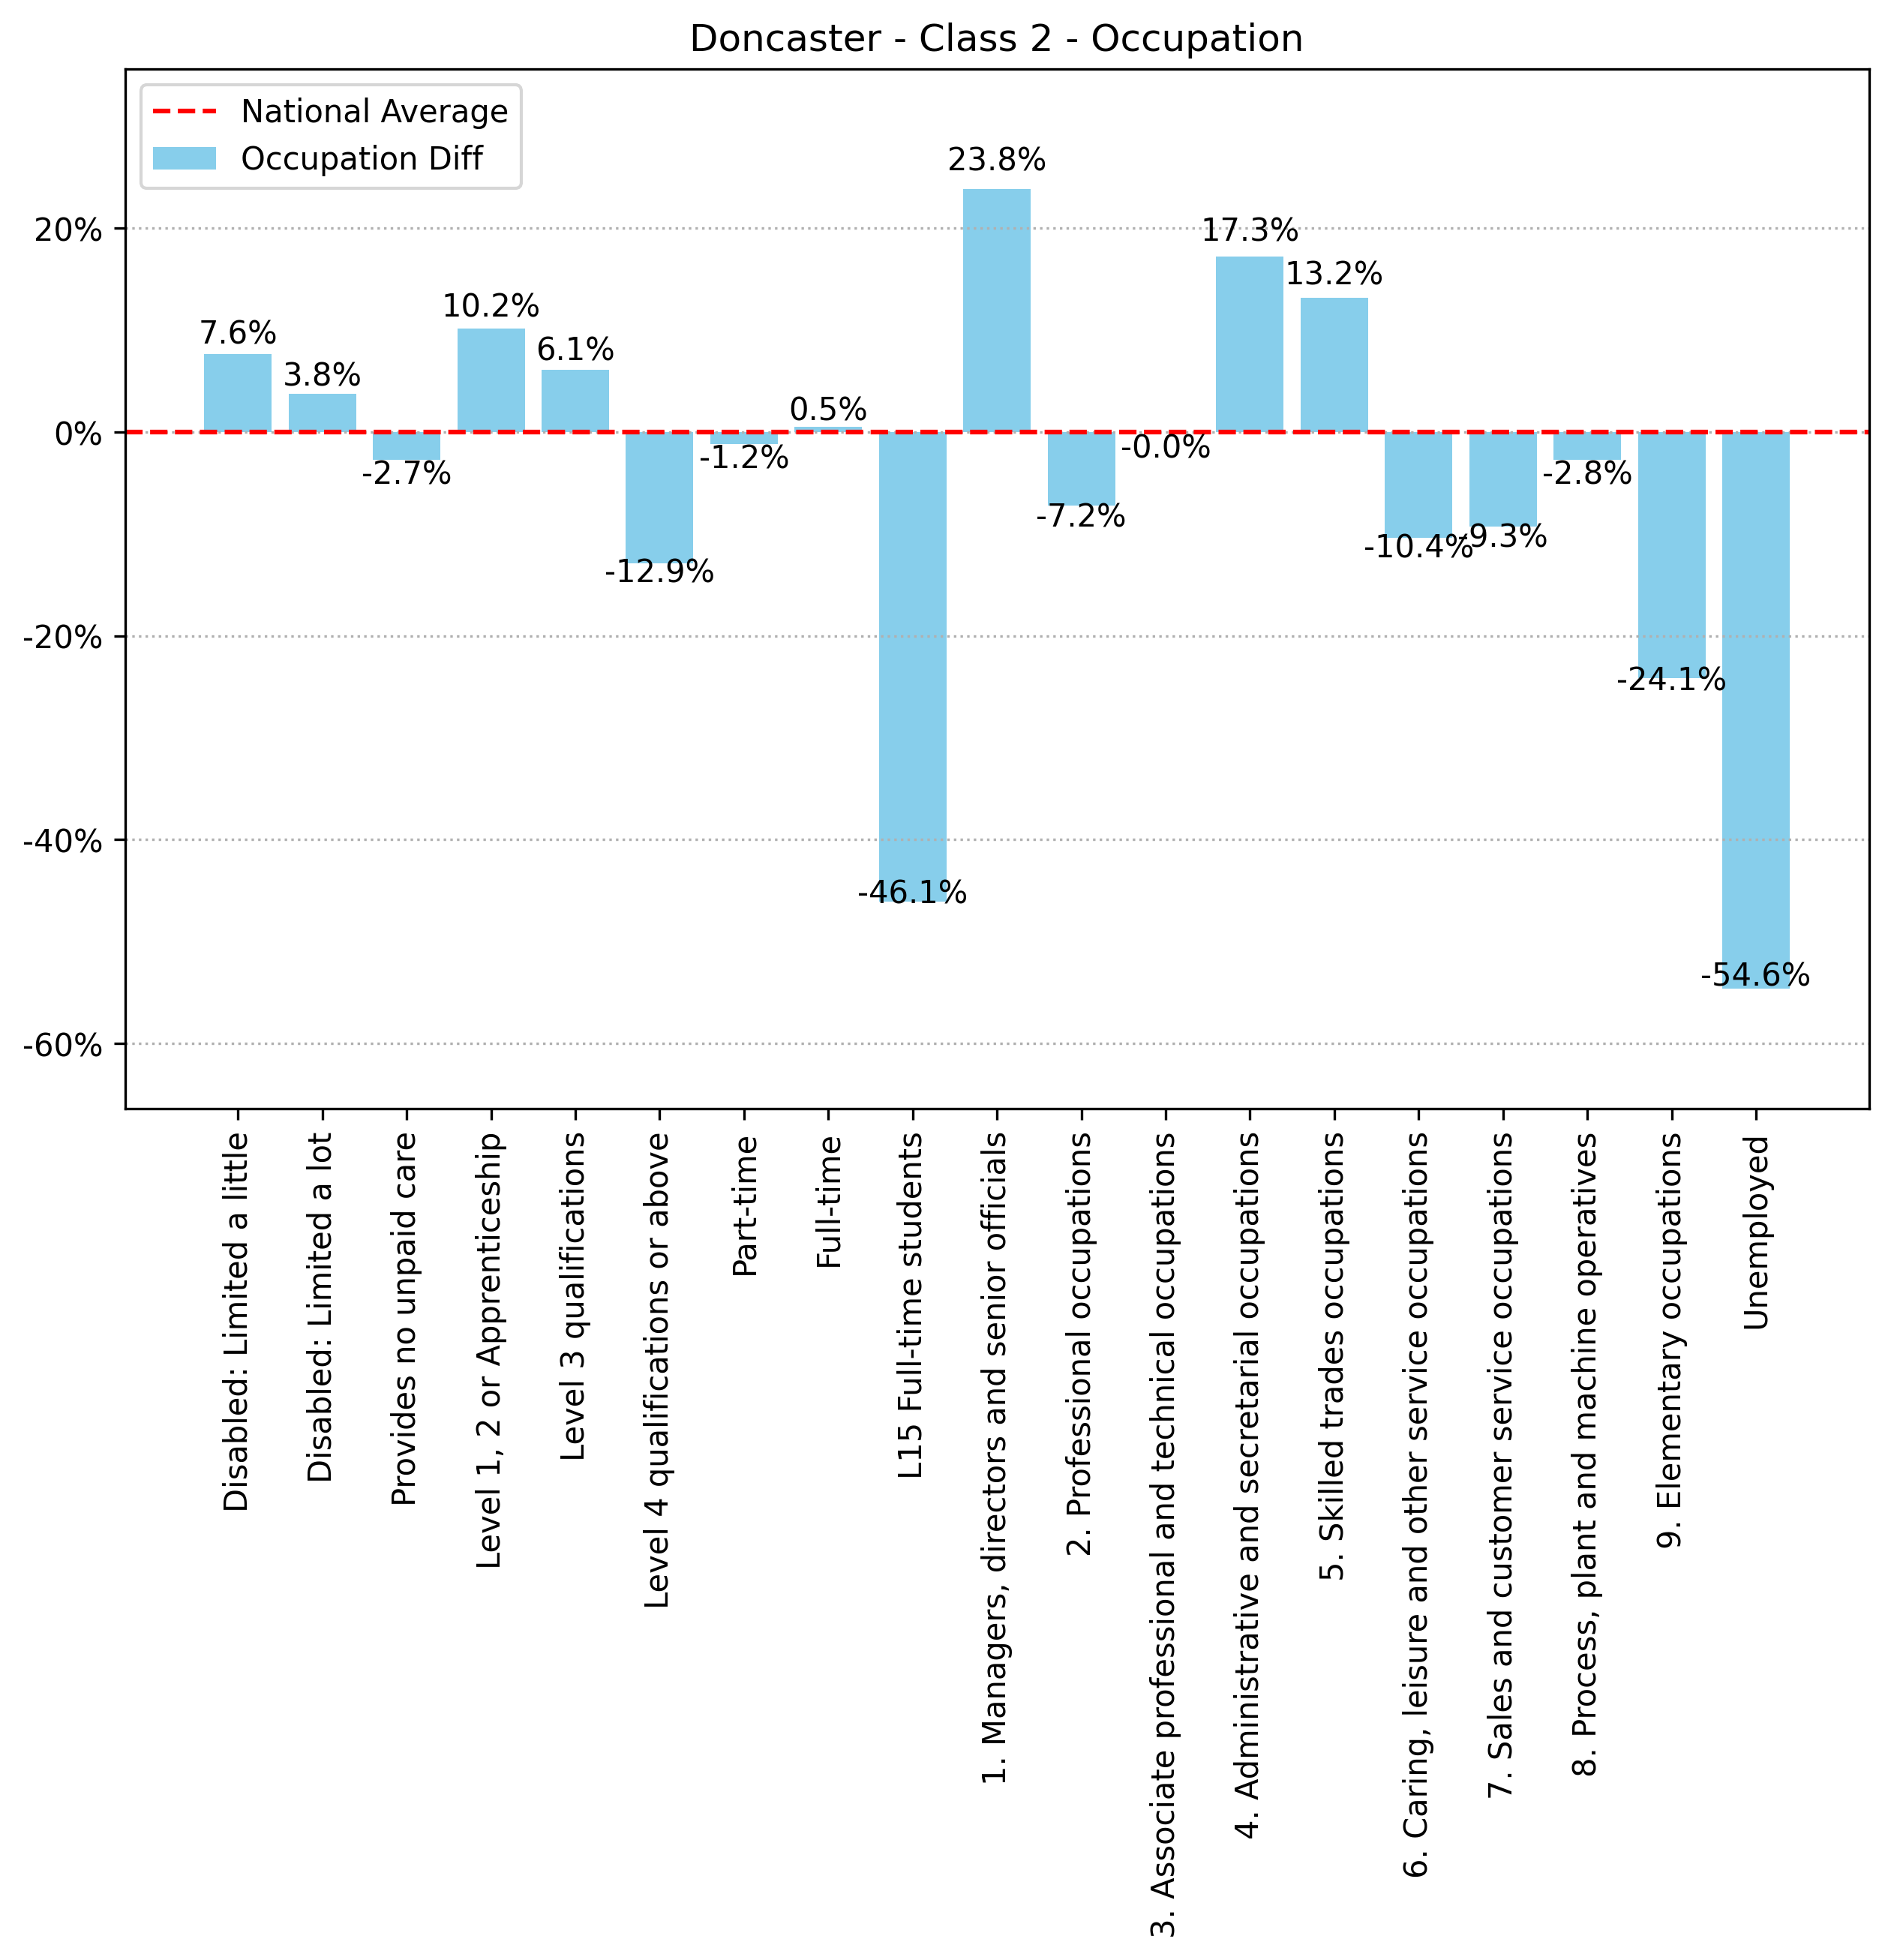 Doncaster - Class 2 - Occupation
National Average
Occupation Diff
20%
0%
-20%
-40%
-60%
7.6%
3.8%
-2.7%
10.2%
6.1%
-12.9%
-1.2%
0.5%
-46.1%
23.8%
-7.2%
-0.0%
17.3%
13.2%
-10.4%
-9.3%
-2.8%
-24.1%
-54.6%
Disabled: Limited a little
Disabled: Limited a lot
Provides no unpaid care
Level 1, 2 or Apprenticeship
Level 3 qualifications
Level 4 qualifications or above
Part-time
Full-time
L15 Full-time students
1. Managers, directors and senior officials
2. Professional occupations
3. Associate professional and technical occupations
4. Administrative and secretarial occupations
5. Skilled trades occupations
6. Caring, leisure and other service occupations
7. Sales and customer service occupations
8. Process, plant and machine operatives
9. Elementary occupations
Unemployed